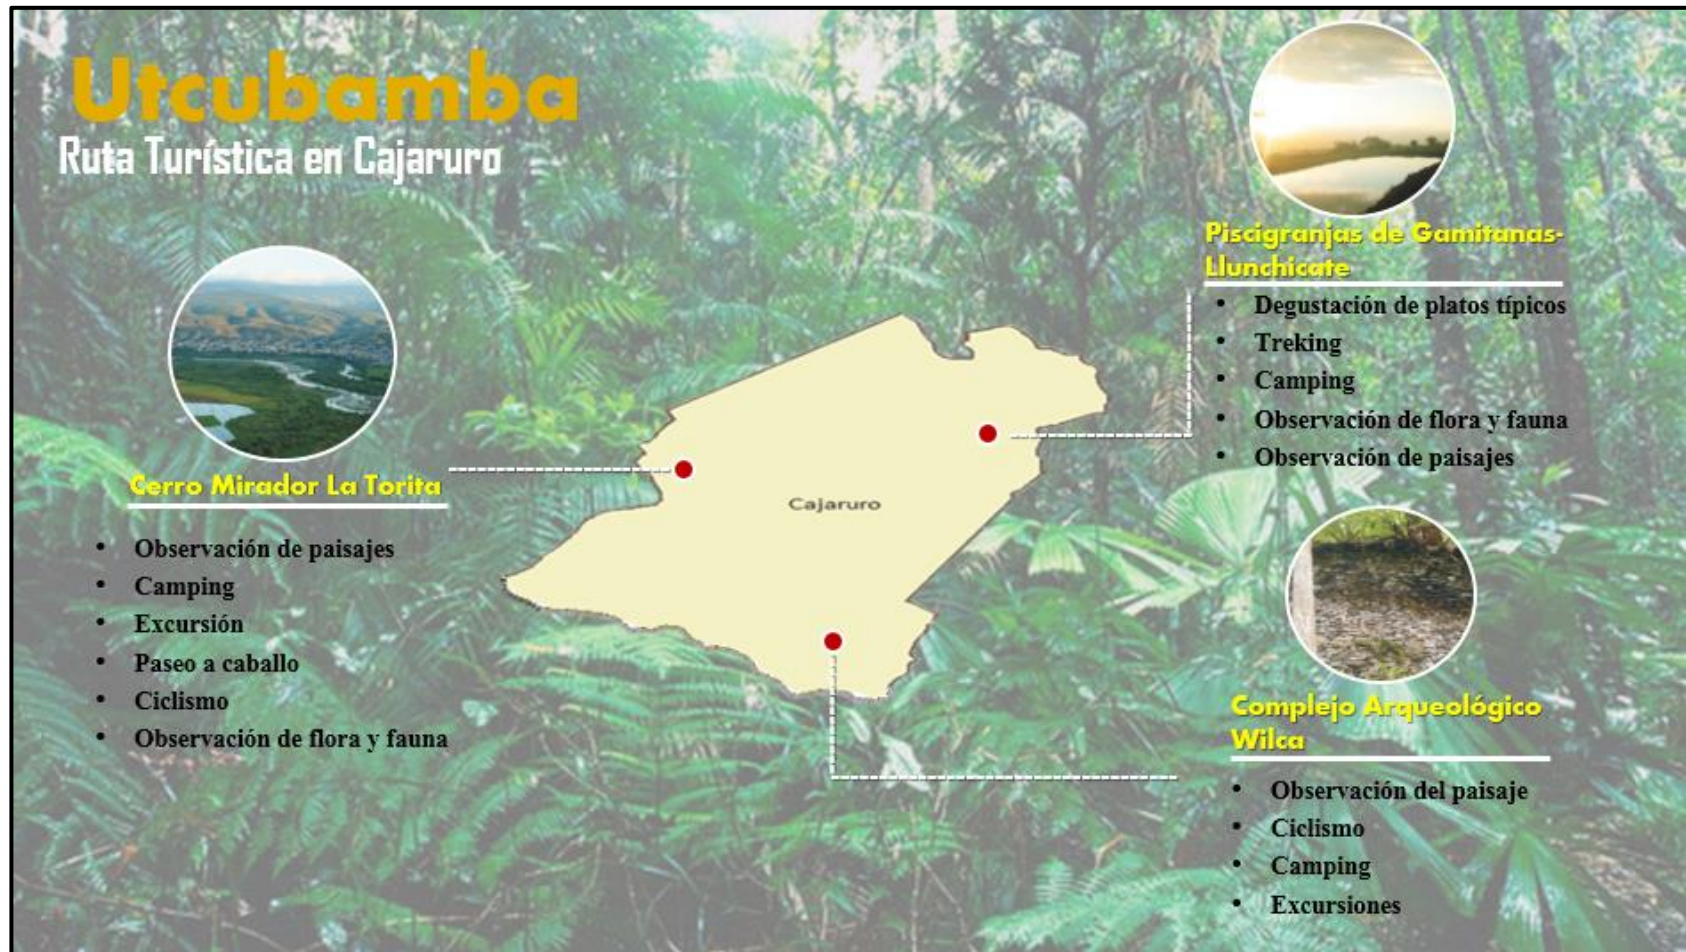 Utcubamba
Ruta Turística en Cajaruro
Cerro Mirador La Torita
• Observación de paisajes
• Camping
• Excursión
• Paseo a caballo
• Ciclismo
• Observación de flora y fauna
Cajaruro
Piscigranjas de Gamitanas-
Llunchicate
• Degustación de platos típicos
• Treking
• Camping
• Observación de flora y fauna
• Observación de paisajes
Complejo Arqueológico
Wilca
• Observación del paisaje
• Ciclismo
• Camping
• Excursiones